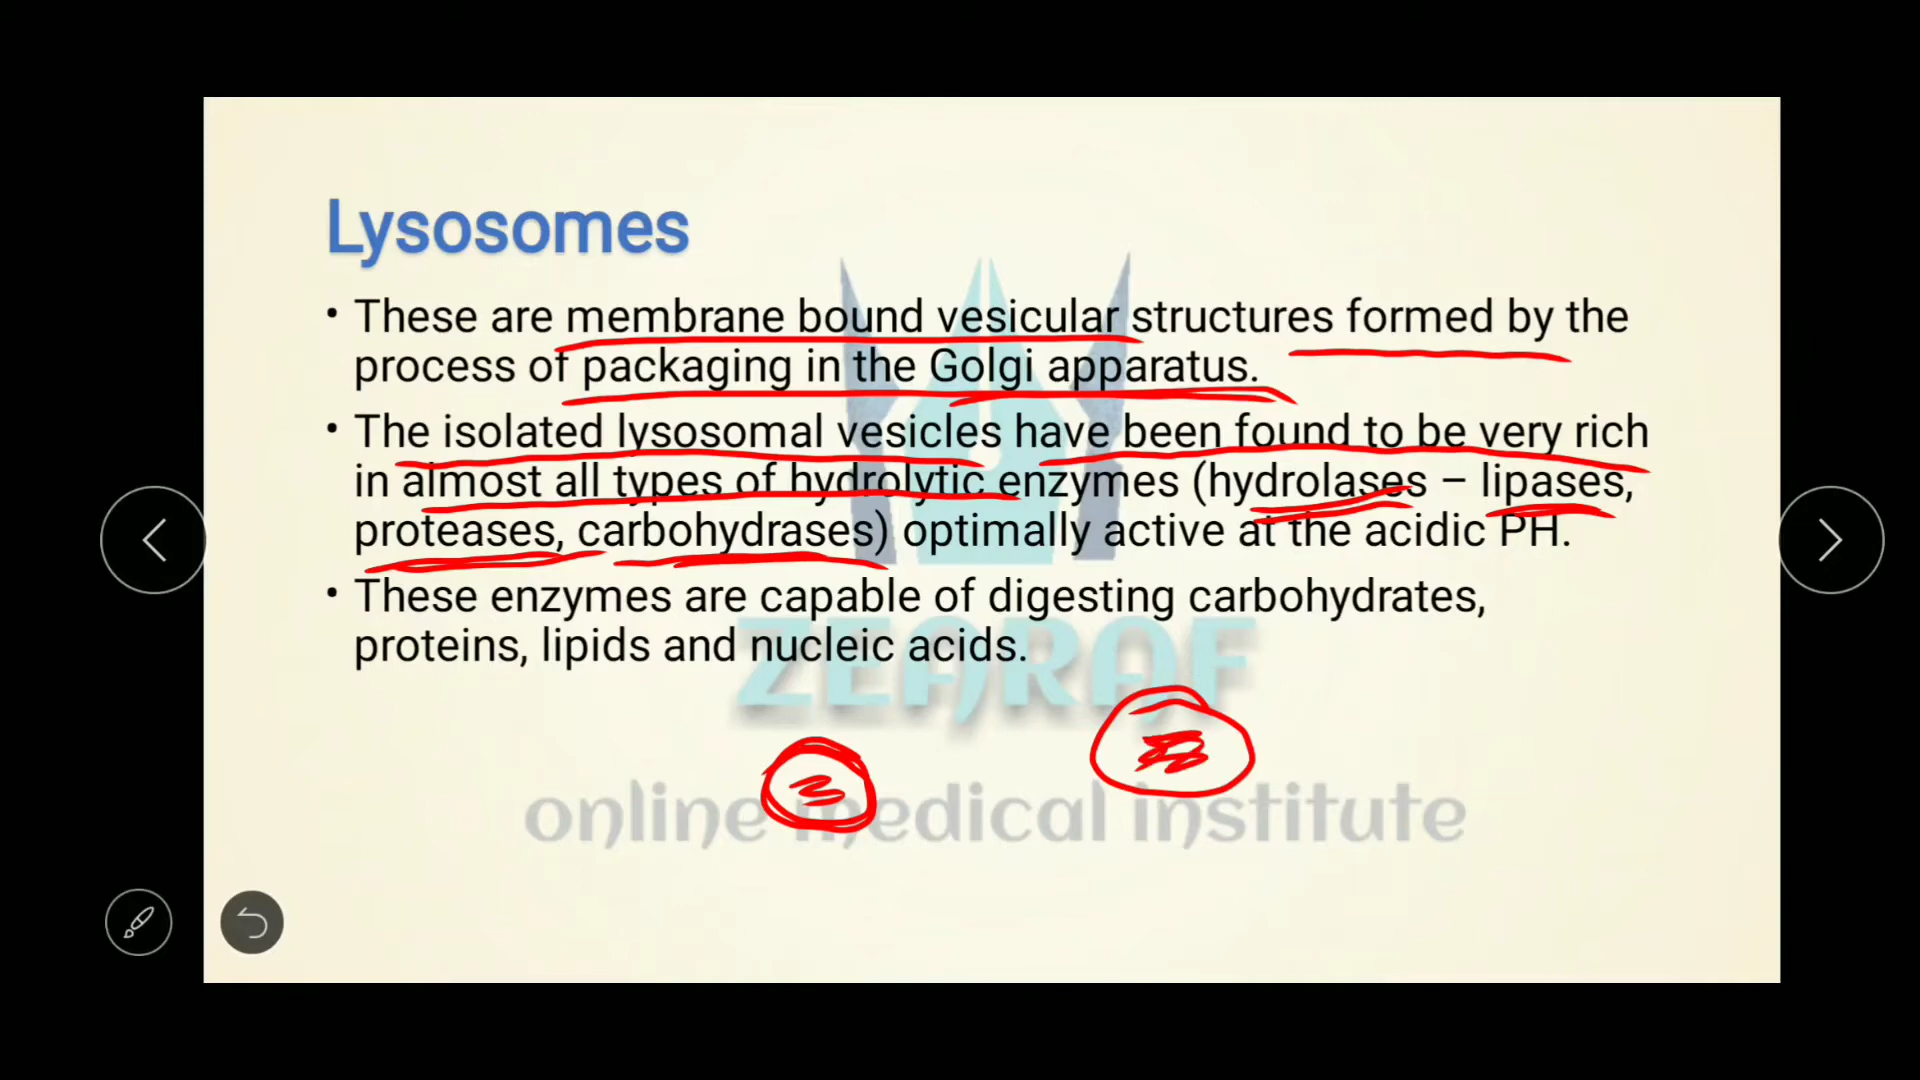 Lysosomes
• These are membrane bound vesicular structures formed by the
process of packaging in the Golgi apparatus.
• The isolated lysosomal vesicles have been found to be very rich
in almost all types of hydrolytic enzymes (hydrolases – lipases,
proteases, carbohydrases) optimally active at the acidic PH.
• These enzymes are capable of digesting carbohydrates,
proteins, lipids and nucleic acids.
ZEARAF
online medical institute